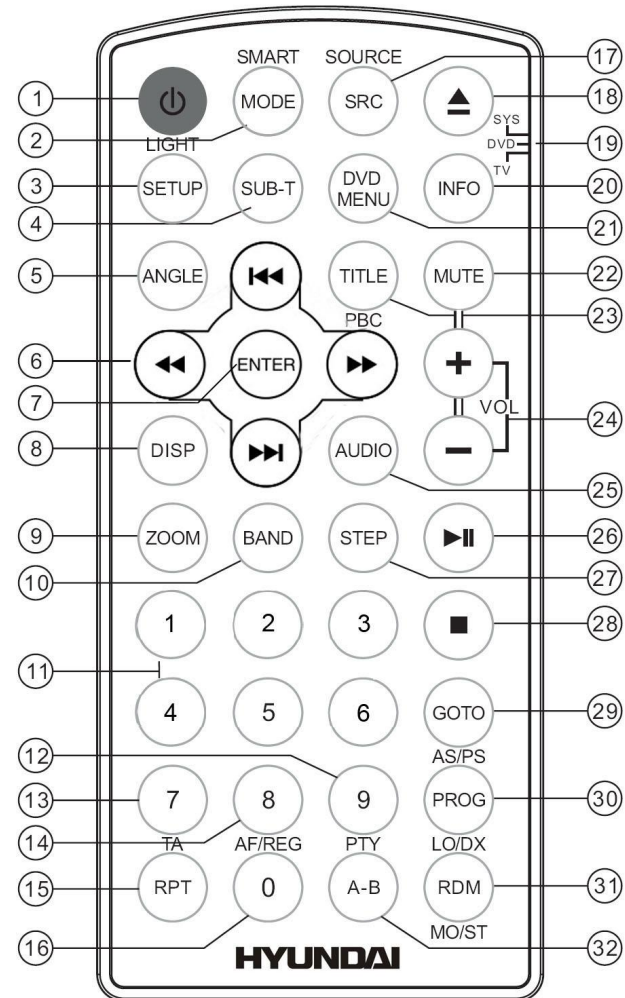 SMART SOURCE
1 MODE SRC 17
2 LIGHT 18
SYS
DVD 19
TV
3 SETUP SUB-T DVD MENU INFO 20
4 21
5 ANGLE TITLE MUTE 22
PBC 23
6 ENTER
7 VOL 24
8 DISP AUDIO
25
9 ZOOM BAND STEP 26
10 27
1 2 3 28
11
4 5 6 GOTO 29
12 AS/PS
13 7 8 9 PROG 30
14 TA AF/REG PTY LO/DX
15 RPT 0 A-B RDM 31
16 MO/ST 32
HYUNDAI